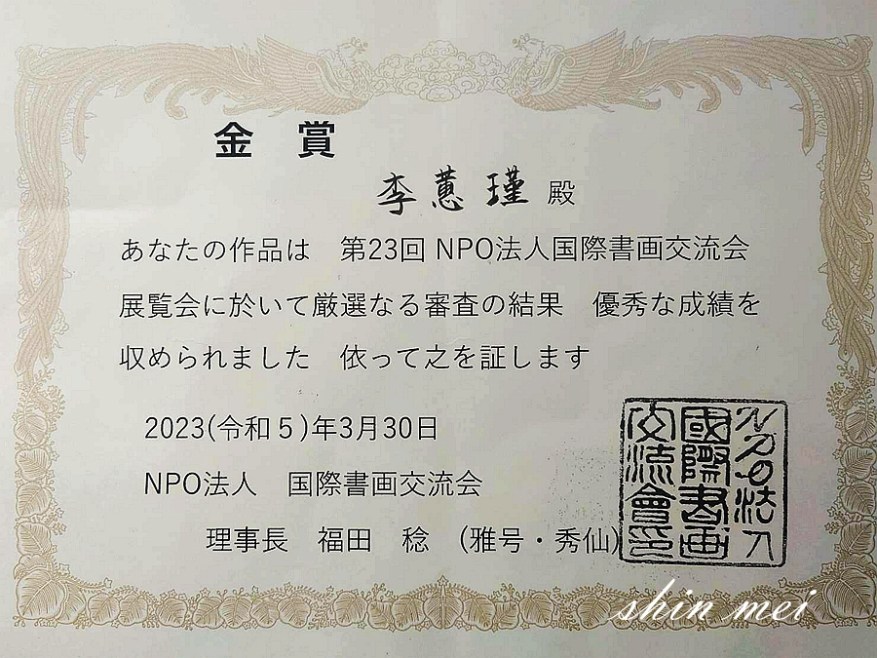 金 賞
李蕙瑾 殿
あなたの作品は　第23回 NPO法人国際書画交流会
展覧会に於いて厳選なる審査の結果　優秀な成績を
収められました　依って之を証します
2023(令和５)年3月30日
NPO法人　国際書画交流会
理事長　福田　稔　(雅号・秀仙)
NPO法人
國際書画
交流會印
shin mei